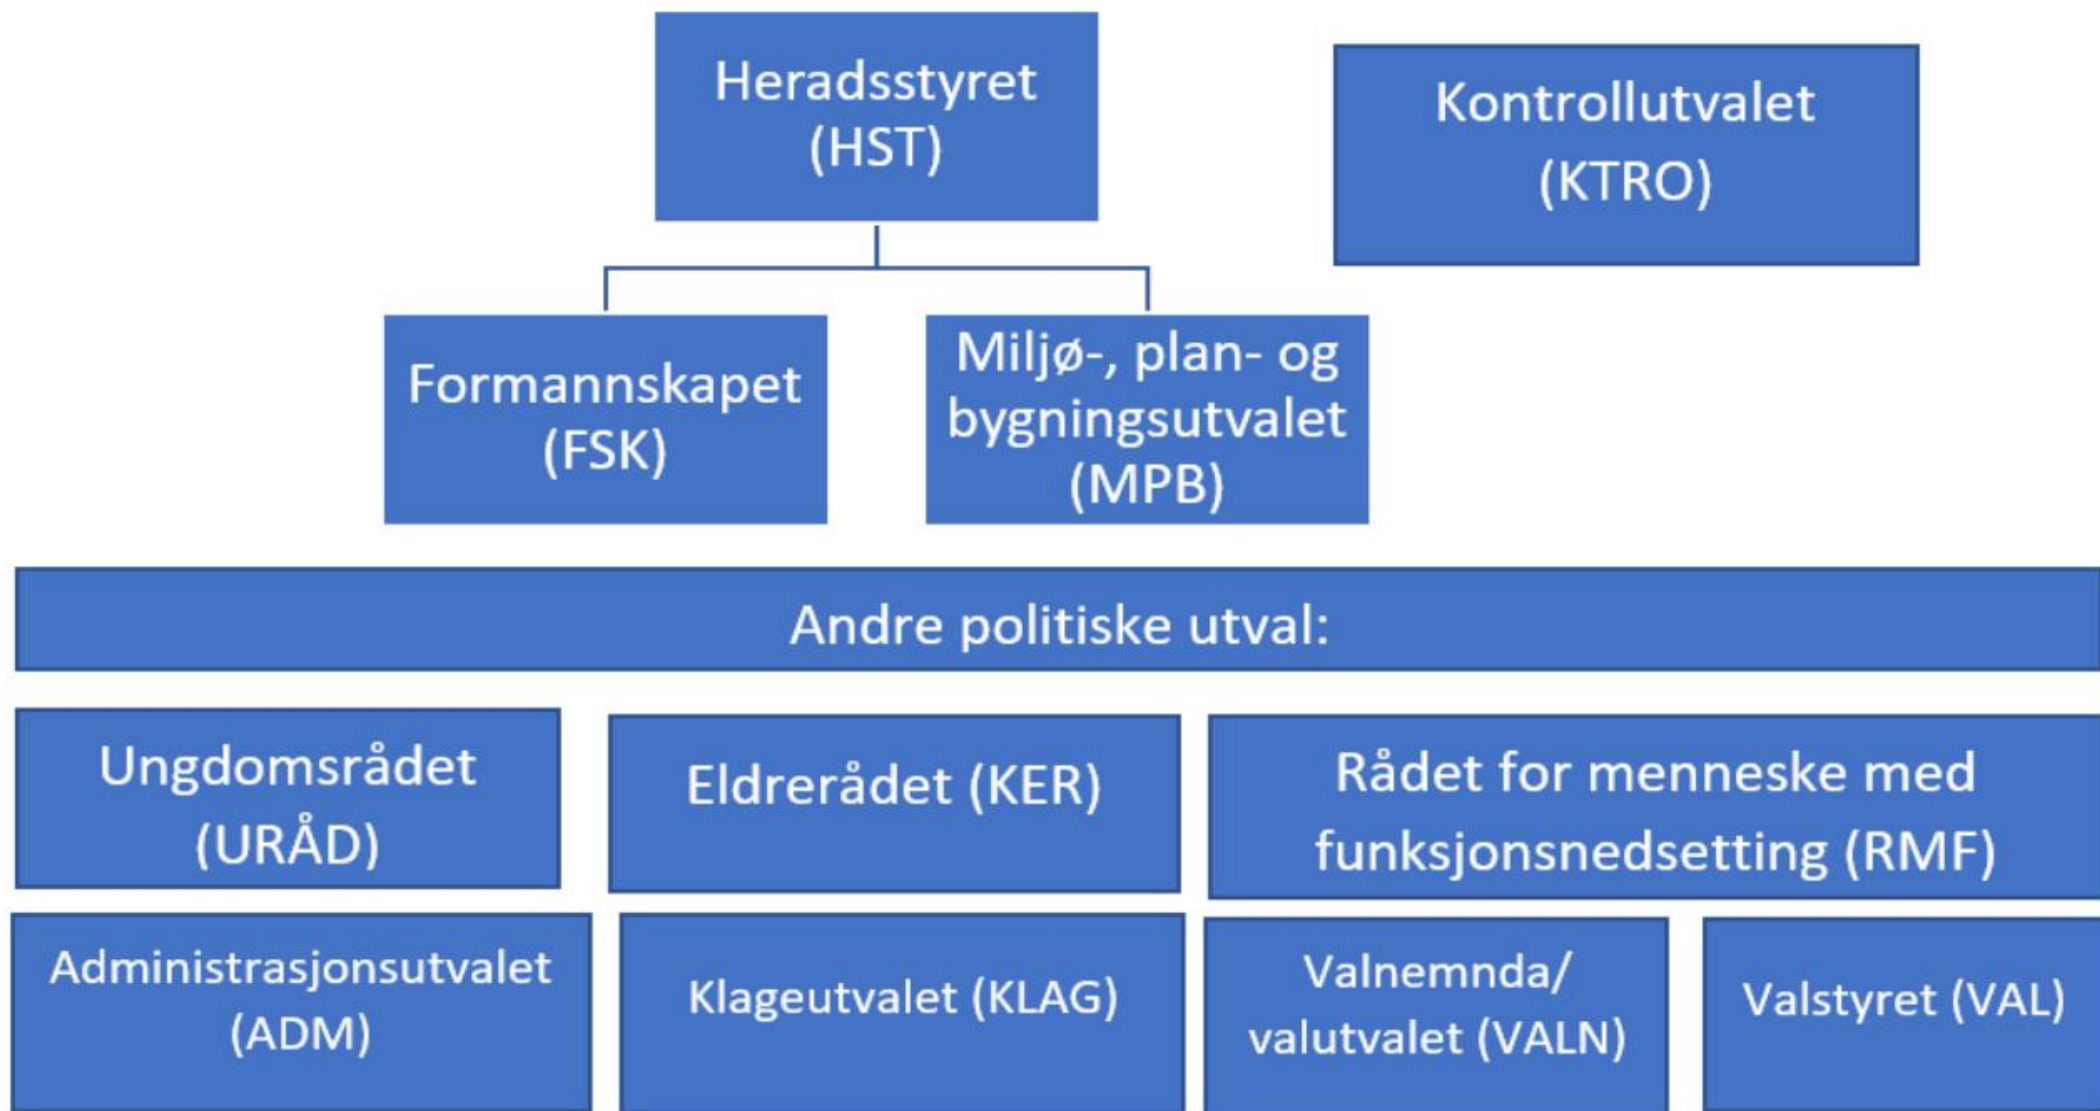 Heradsstyret
(HST)
Kontrollutvalet
(KTRO)
Formannskapet
(FSK)
Miljø-, plan- og
bygningsutvalet
(MPB)
Andre politiske utval:
Ungdomsrådet
(URÅD)
Eldrerådet (KER)
Rådet for menneske med
funksjonsnedsetting (RMF)
Administrasjonsutvalet
(ADM)
Klageutvalet (KLAG)
Valnemnda/
valutvalet (VALN)
Valstyret (VAL)